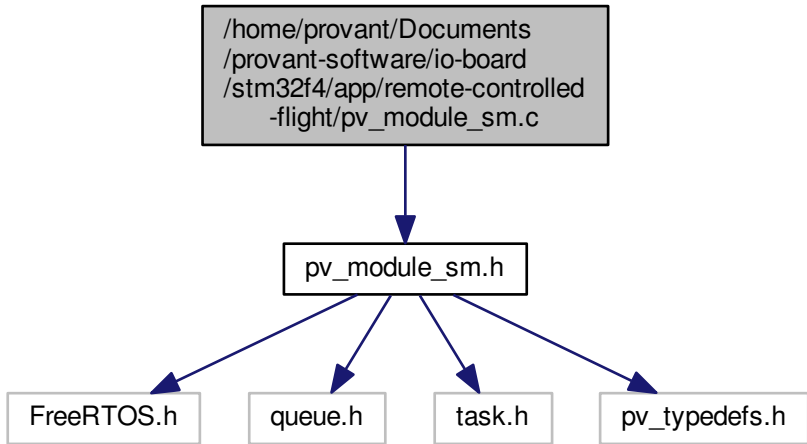 /home/provant/Documents
/provant-software/io-board
/stm32f4/app/remote-controlled
-flight/pv_module_sm.c
pv_module_sm.h
FreeRTOS.h
queue.h
task.h
pv_typedefs.h